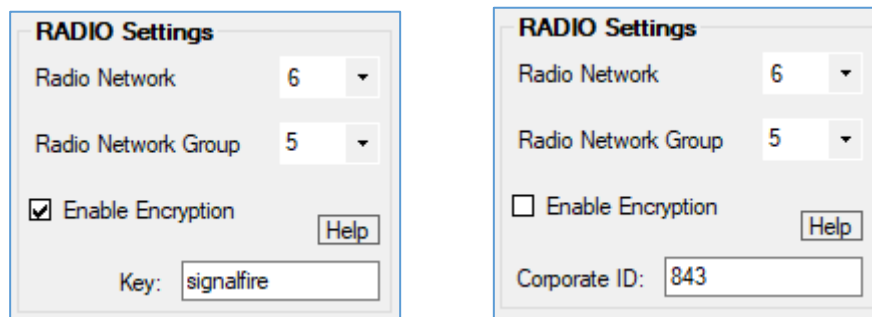 RADIO Settings
Radio Network 6
Radio Network Group 5
Enable Encryption
Help
Key: signalfire
RADIO Settings
Radio Network 6
Radio Network Group 5
Enable Encryption
Help
Corporate ID: 843